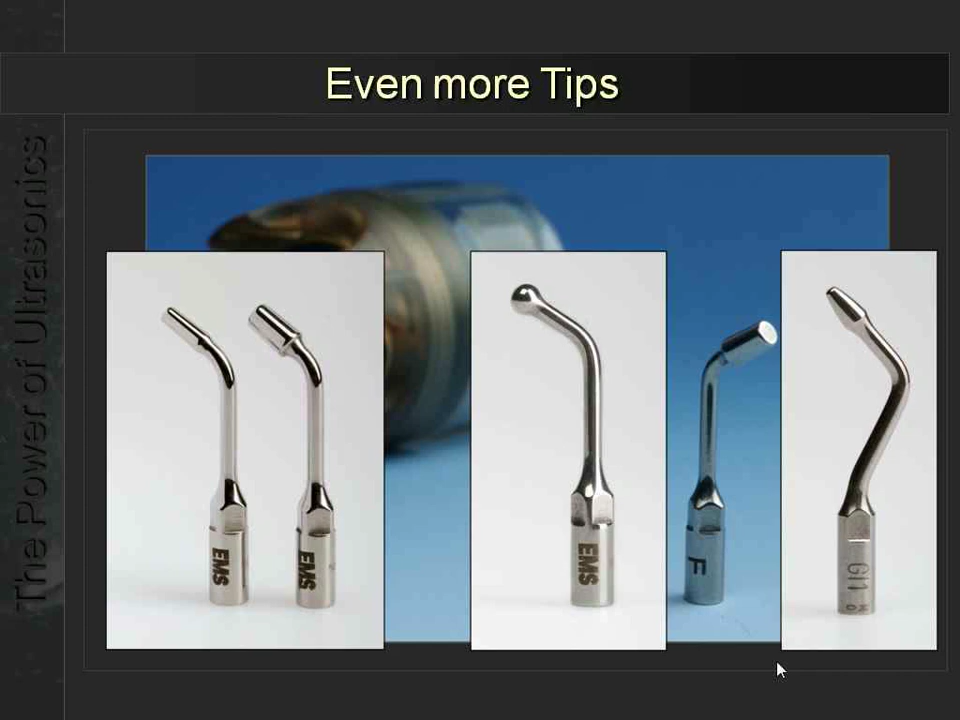 Even more Tips
The Power of Ultrasonics
EMS
EMS
EMS
F
GI1